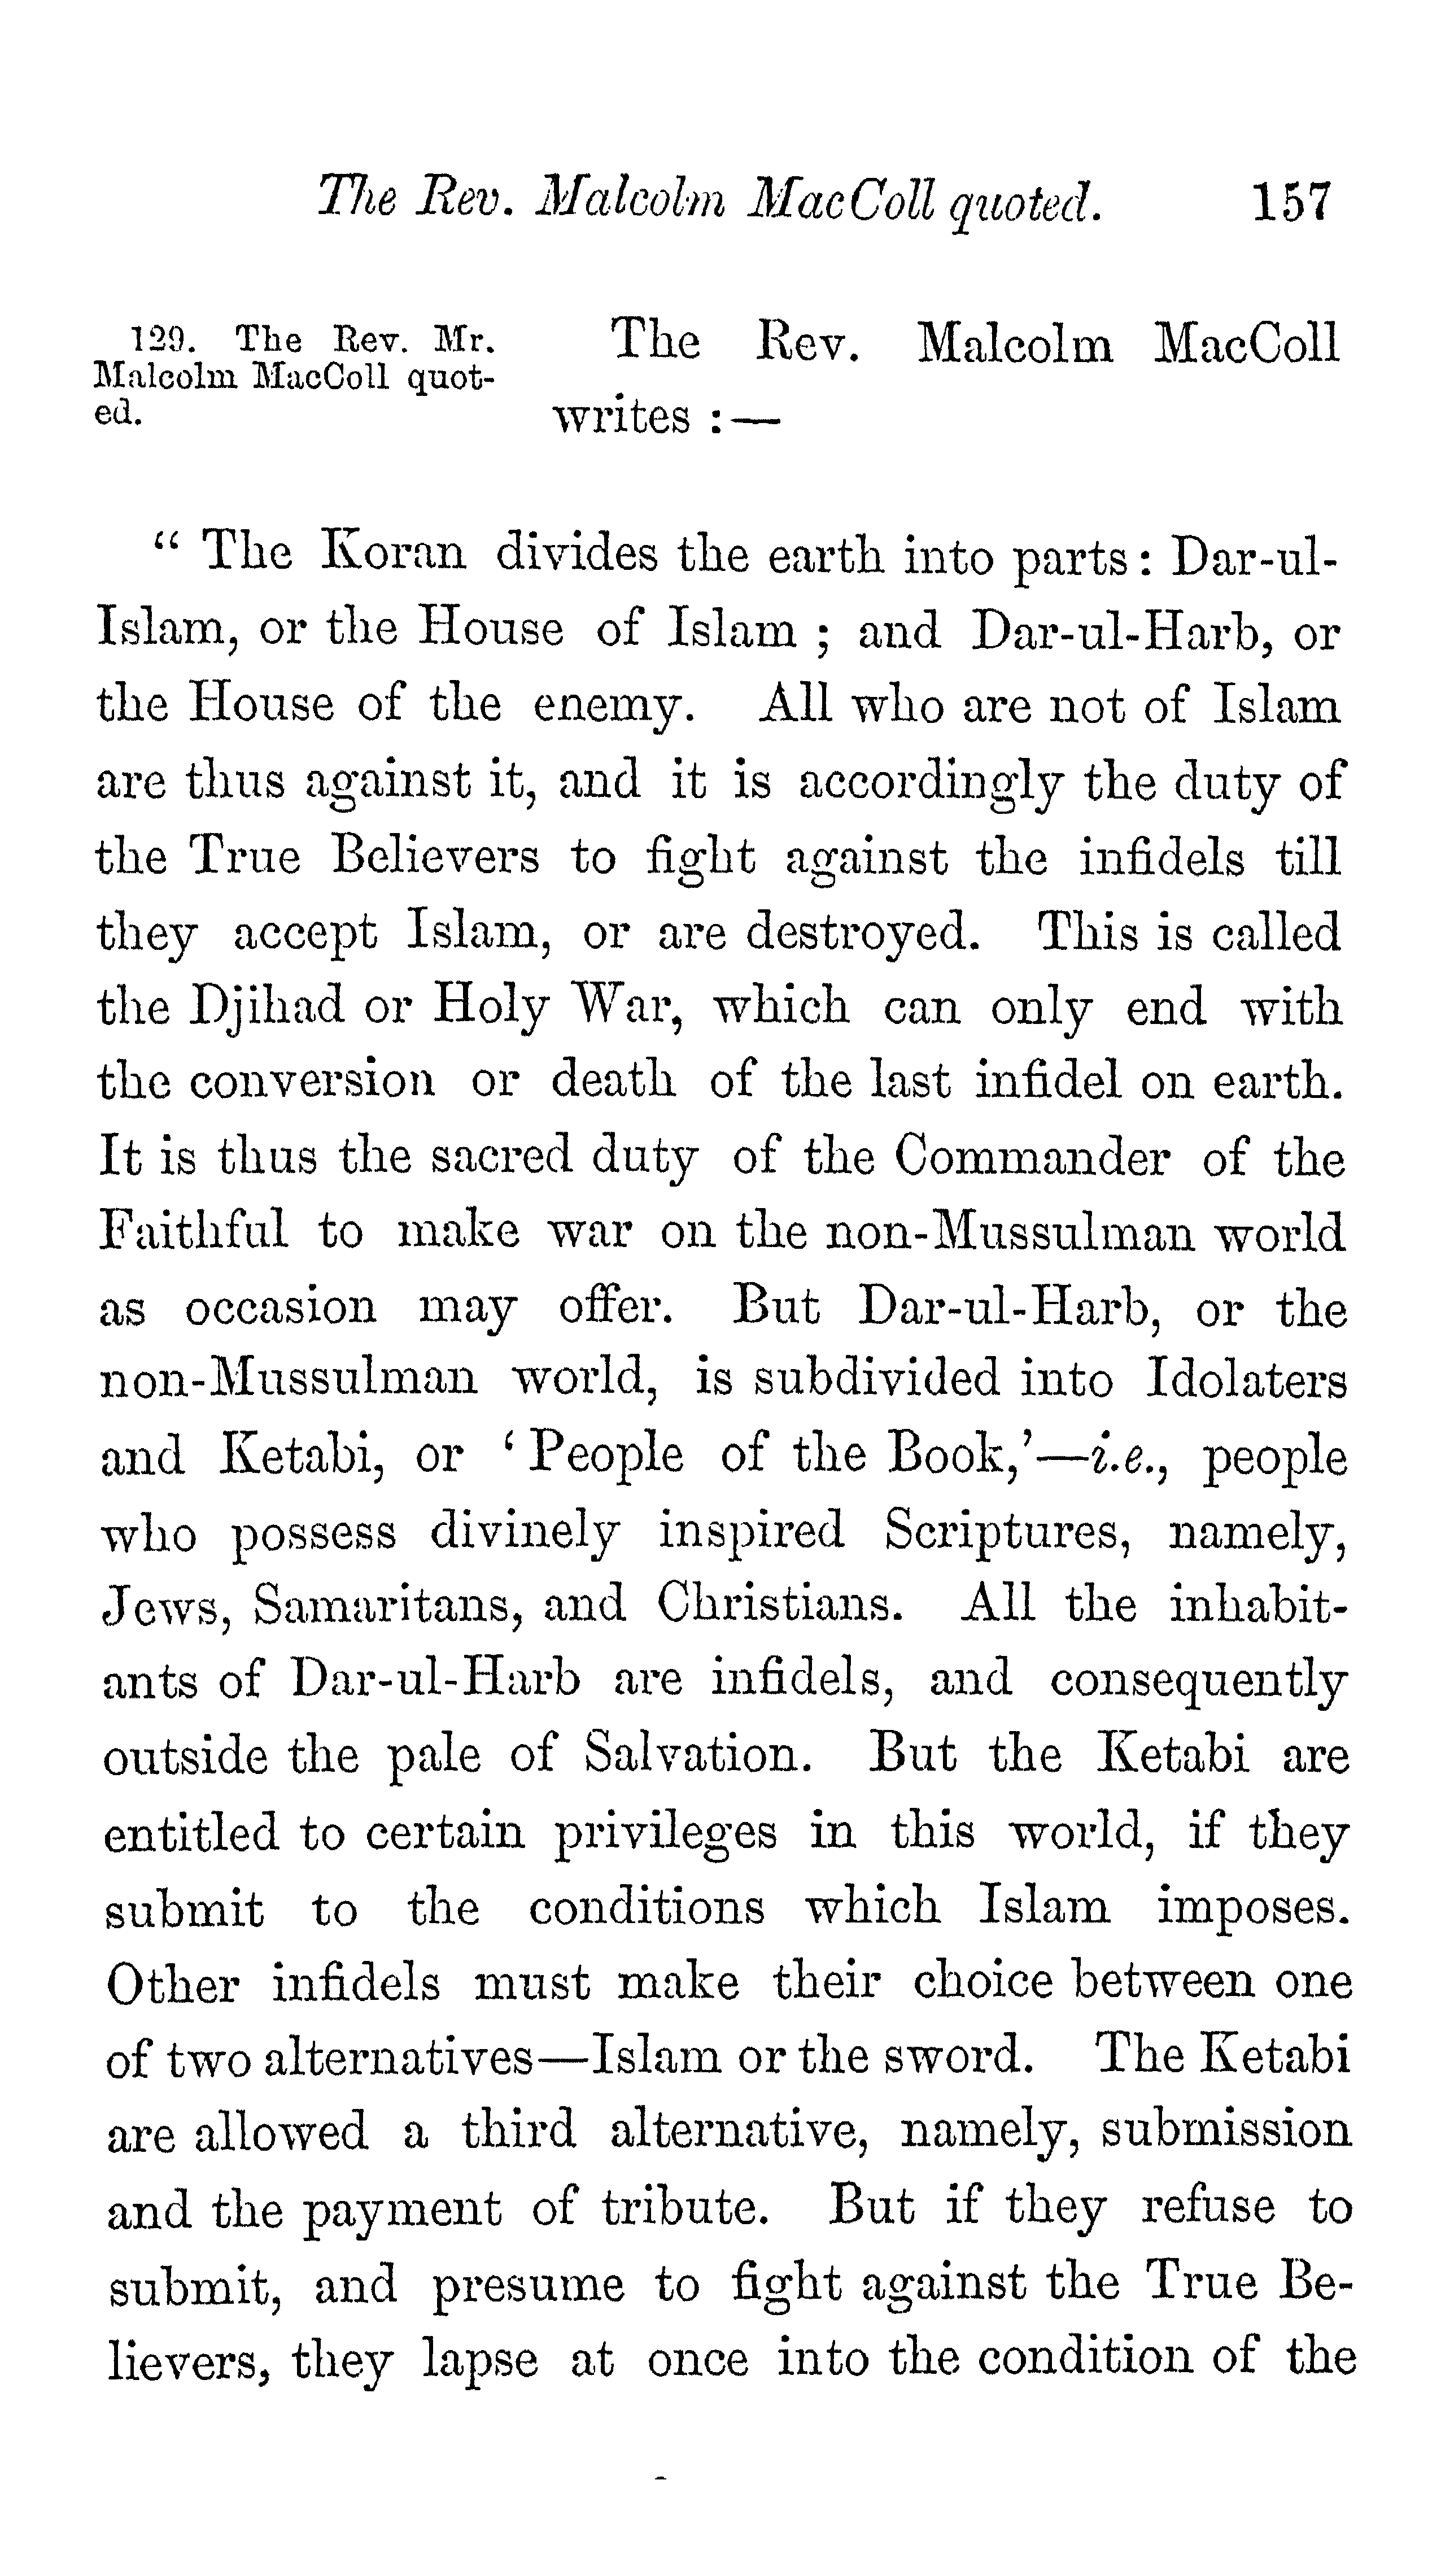 The Rev. Malcolm MacColl quoted. 157
129. The Rev. Mr.
Malcolm MacColl quot-
ed.
The Rev. Malcolm MacColl
writes :—
“ The Koran divides the earth into parts : Dar-ul-
Islam, or the House of Islam ; and Dar-ul-Harb, or
the House of the enemy. All who are not of Islam
are thus against it, and it is accordingly the duty of
the True Believers to fight against the infidels till
they accept Islam, or are destroyed. This is called
the Djihad or Holy War, which can only end with
the conversion or death of the last infidel on earth.
It is thus the sacred duty of the Commander of the
Faithful to make war on the non-Mussulman world
as occasion may offer. But Dar-ul-Harb, or the
non-Mussulman world, is subdivided into Idolaters
and Ketabi, or ‘ People of the Book,’—i.e., people
who possess divinely inspired Scriptures, namely,
Jews, Samaritans, and Christians. All the inhabit-
ants of Dar-ul-Harb are infidels, and consequently
outside the pale of Salvation. But the Ketabi are
entitled to certain privileges in this world, if they
submit to the conditions which Islam imposes.
Other infidels must make their choice between one
of two alternatives—Islam or the sword. The Ketabi
are allowed a third alternative, namely, submission
and the payment of tribute. But if they refuse to
submit, and presume to fight against the True Be-
lievers, they lapse at once into the condition of the